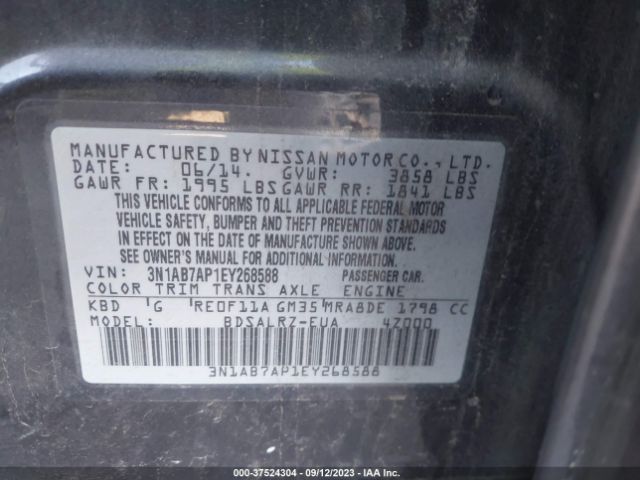 MANUFACTURED BY NISSAN MOTOR CO., LTD.
DATE: 06/14. GVWR: 3858 LBS
GAWR FR: 1995 LBS GAWR RR: 1841 LBS
THIS VEHICLE CONFORMS TO ALL APPLICABLE FEDERAL MOTOR
VEHICLE SAFETY, BUMPER AND THEFT PREVENTION STANDARDS
IN EFFECT ON THE DATE OF MANUFACTURE SHOWN ABOVE.
SEE OWNER'S MANUAL FOR ADDITIONAL INFORMATION.
VIN: 3N1AB7AP1EY268588 PASSENGER CAR.
COLOR TRIM TRANS AXLE ENGINE
KBD G RE0F11A GM35 MRA8DE 1798 CC
MODEL: BDSALRZ-EUA 4Z000
3N1AB7AP1EY268588
000-37524304 - 09/12/2023 - IAA Inc.